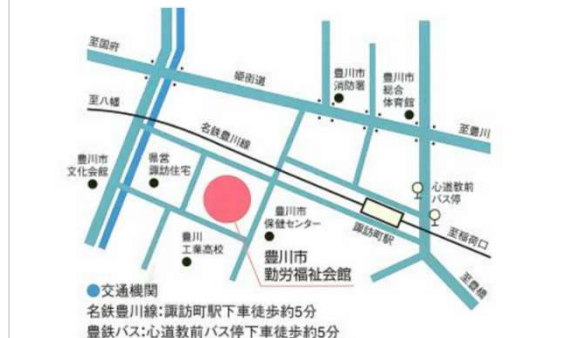 至国府
姫街道
豊川市
消防署
豊川市
総合
体育館
至八幡
名鉄豊川線
至豊川
豊川市
文化会館
県営
諏訪住宅
心道教前
バス停
豊川市
保健センター
諏訪町駅
至稲荷口
豊川
工業高校
豊川市
勤労福祉会館
至豊橋
●交通機関
名鉄豊川線:諏訪町駅下車徒歩約5分
豊鉄バス:心道教前バス停下車徒歩約5分